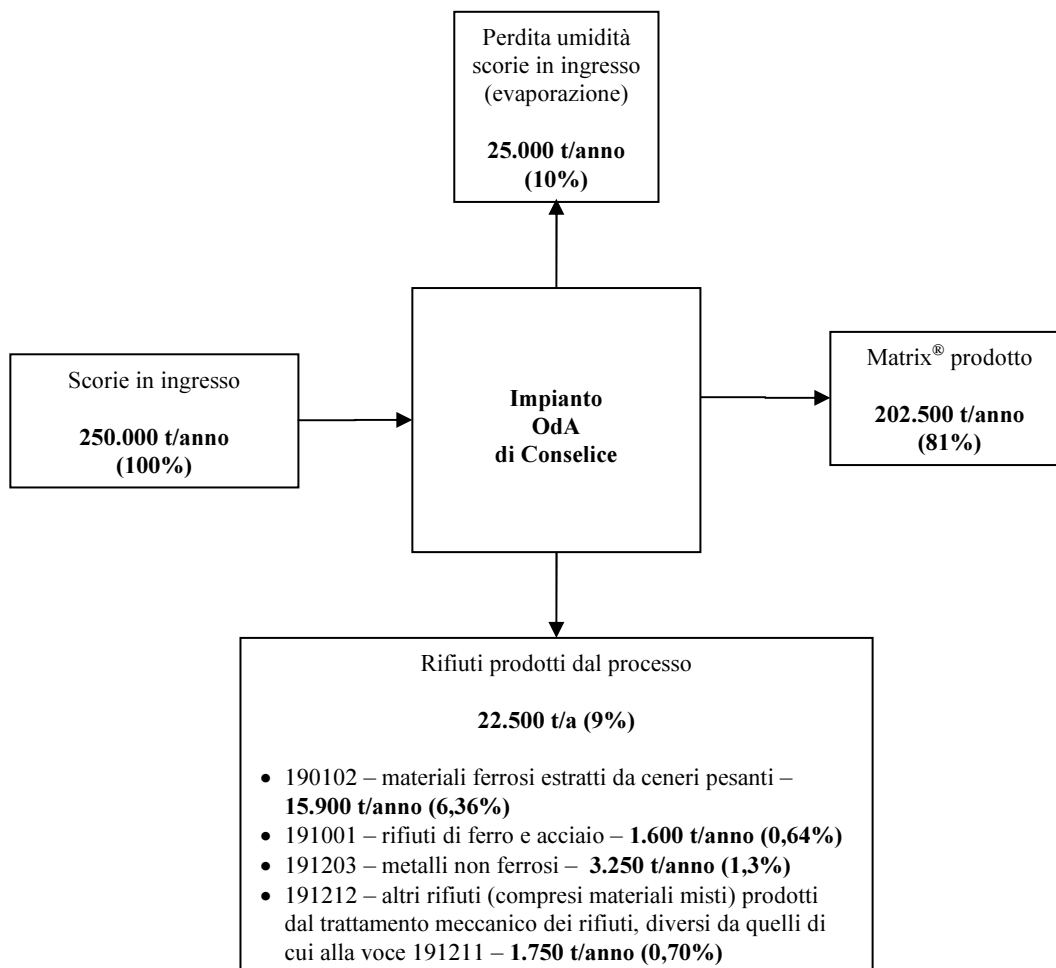 Perdita umidità
scorie in ingresso
(evaporazione)
25.000 t/anno
(10%)
Scorie in ingresso
250.000 t/anno
(100%)
Impianto
OdA
di Conselice
Matrix® prodotto
202.500 t/anno
(81%)
Rifiuti prodotti dal processo
22.500 t/a (9%)
• 190102 – materiali ferrosi estratti da ceneri pesanti –
15.900 t/anno (6,36%)
• 191001 – rifiuti di ferro e acciaio – 1.600 t/anno (0,64%)
• 191203 – metalli non ferrosi – 3.250 t/anno (1,3%)
• 191212 – altri rifiuti (compresi materiali misti) prodotti
dal trattamento meccanico dei rifiuti, diversi da quelli di
cui alla voce 191211 – 1.750 t/anno (0,70%)